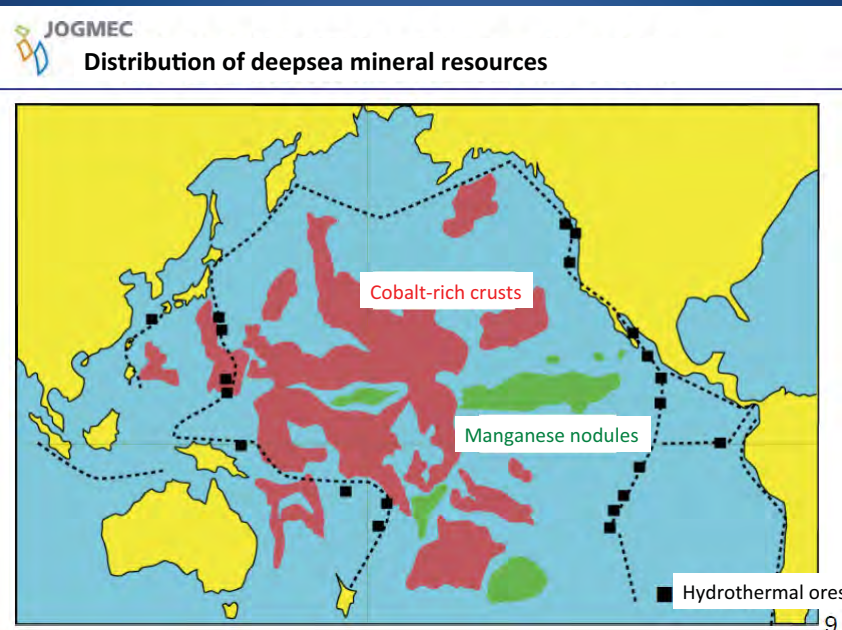 JOGMEC
Distribution of deepsea mineral resources
Cobalt-rich crusts
Manganese nodules
Hydrothermal ores
9